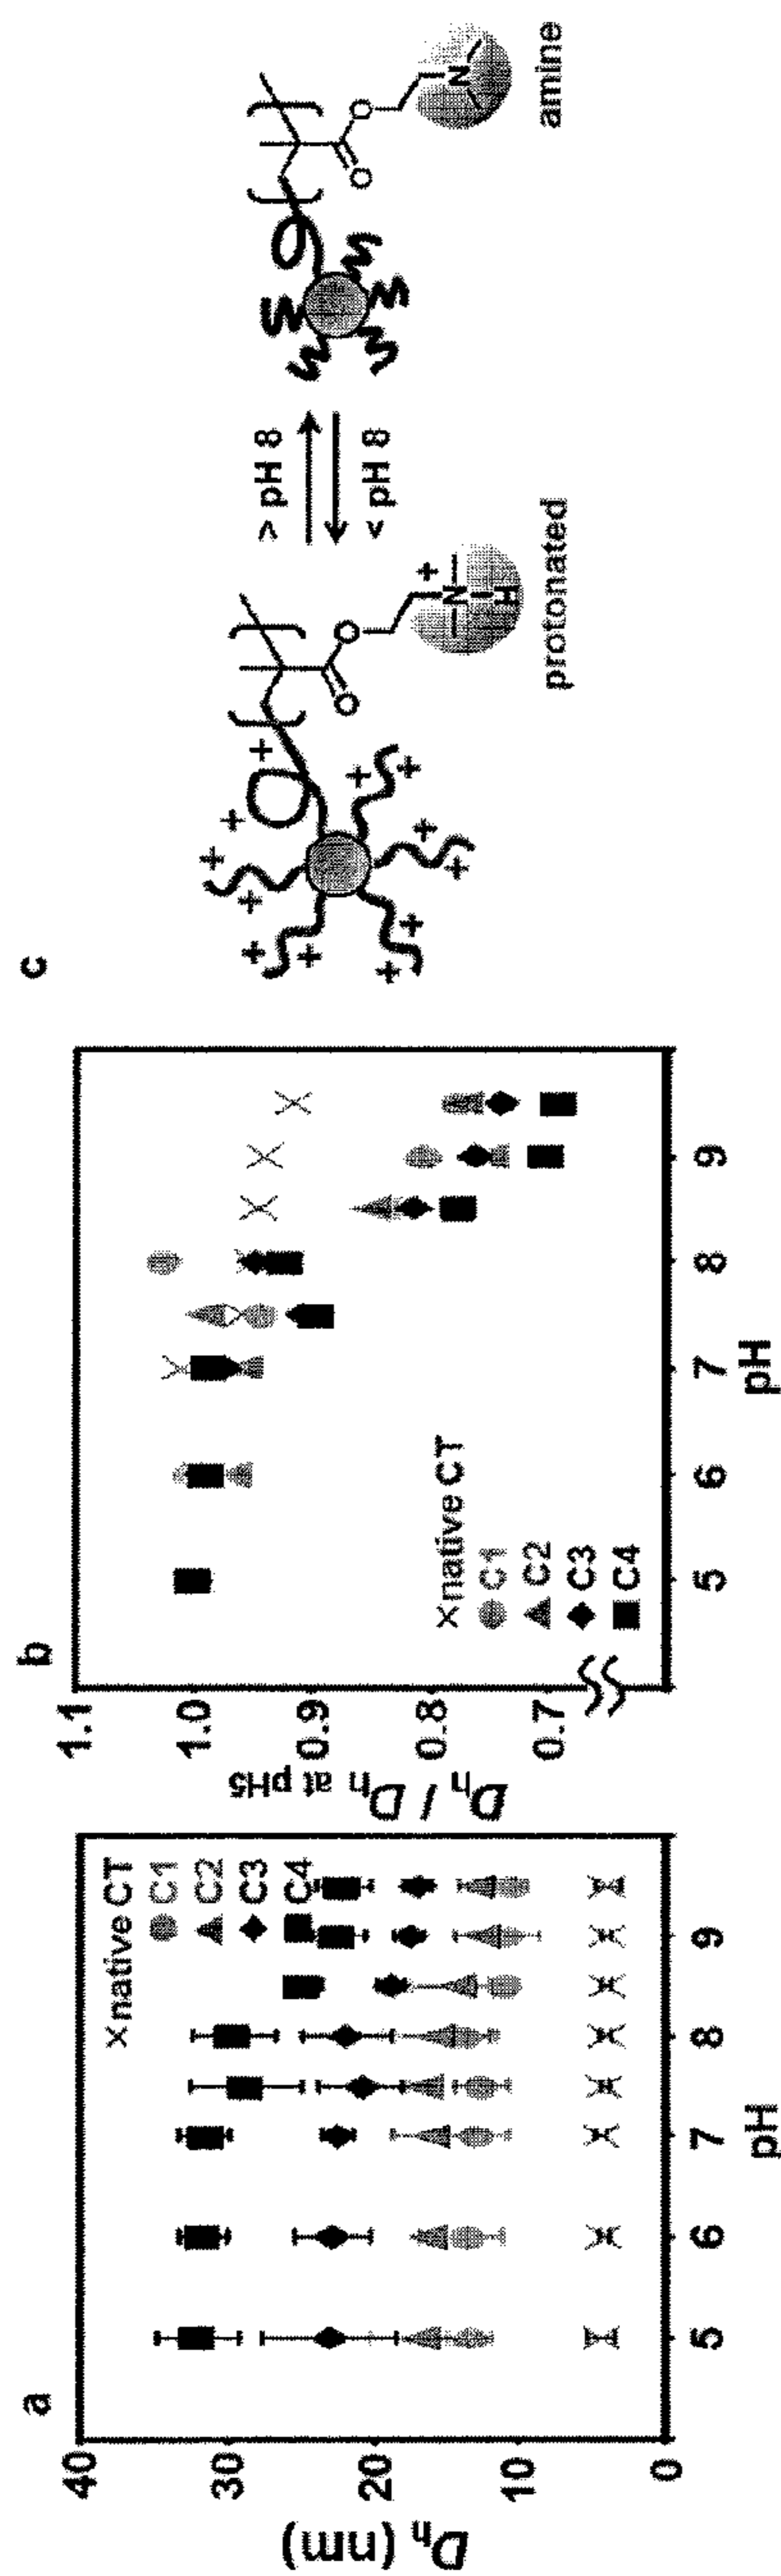 a
40
30
20
10
0
Dh (nm)
5
6
7
8
9
pH
×native CT
C1
C2
C3
C4
b
1.1
1.0
0.9
0.8
0.7
Dh / Dh at pH5
5
6
7
8
9
pH
×native CT
C1
C2
C3
C4
c
+ + + + + + + + + + + +
O
O
N
+
H
protonated
> pH 8
< pH 8
O
O
N
amine